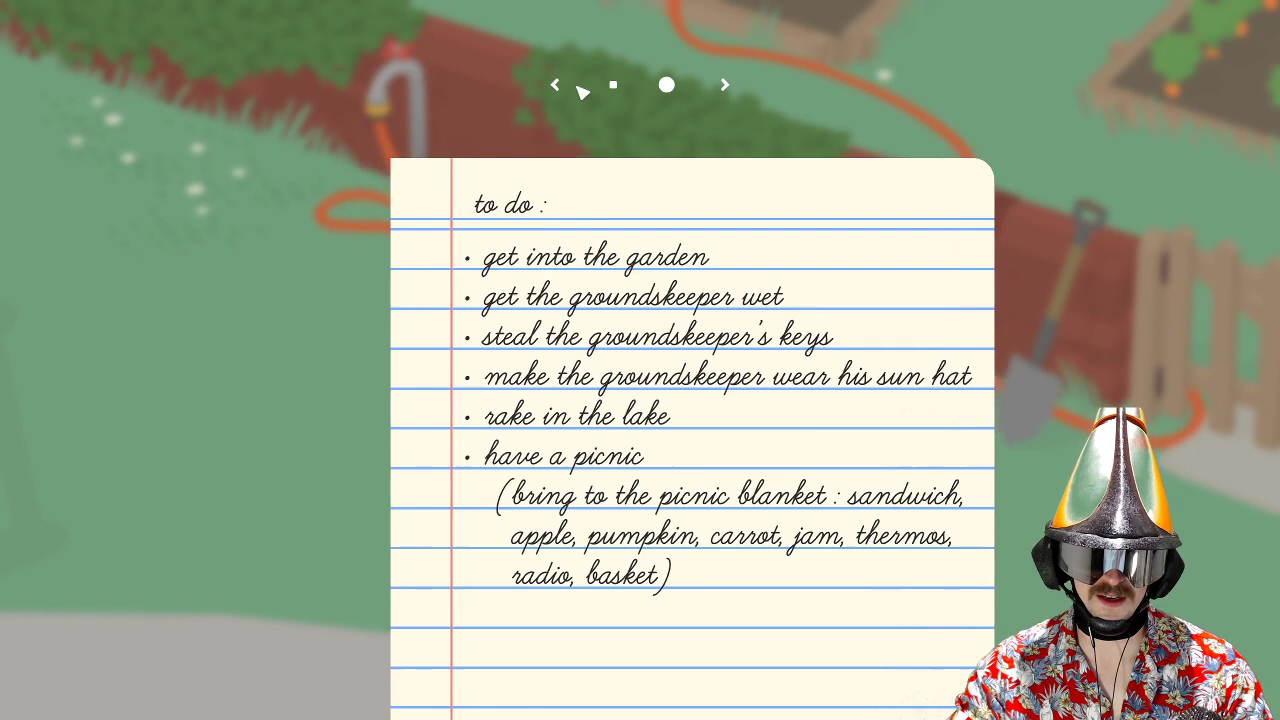 to do :
• get into the garden
• get the groundskeeper wet
• steal the groundskeeper's keys
• make the groundskeeper wear his sun hat
• rake in the lake
• have a picnic
(bring to the picnic blanket : sandwich,
apple, pumpkin, carrot, jam, thermos,
radio, basket)